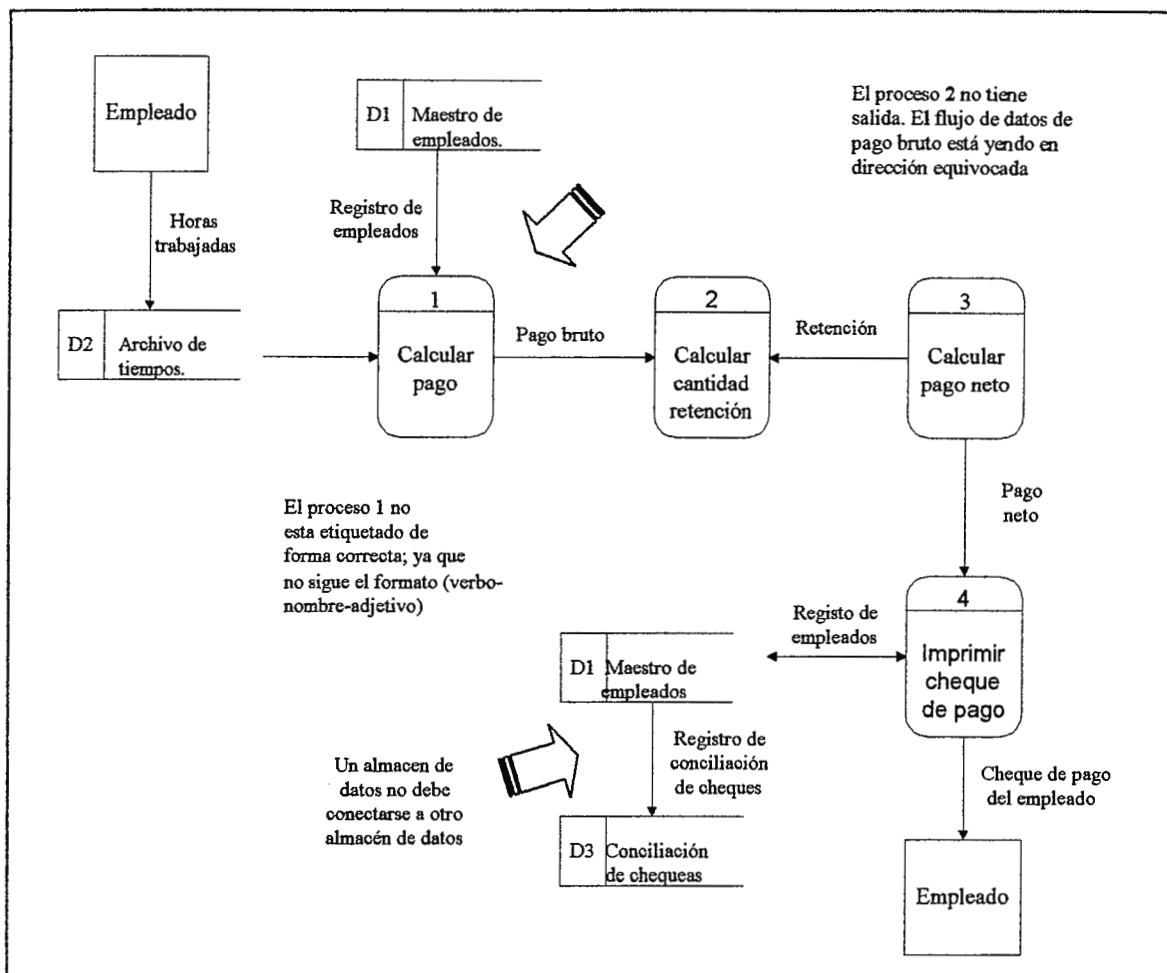 Empleado
D1 Maestro de
empleados.
El proceso 2 no tiene
salida. El flujo de datos de
pago bruto está yendo en
dirección equivocada
Horas
trabajadas
Registro de
empleados
D2 Archivo de
tiempos.
1
Calcular
pago
Pago bruto
2
Calcular
cantidad
retención
Retención
3
Calcular
pago neto
El proceso 1 no
esta etiquetado de
forma correcta; ya que
no sigue el formato (verbo-
nombre-adjetivo)
Pago
neto
4
Imprimir
cheque
de pago
Registo de
empleados
D1 Maestro de
empleados
Un almacen de
datos no debe
conectarse a otro
almacén de datos
Registro de
conciliación
de cheques
Cheque de pago
del empleado
D3 Conciliación
de chequeas
Empleado